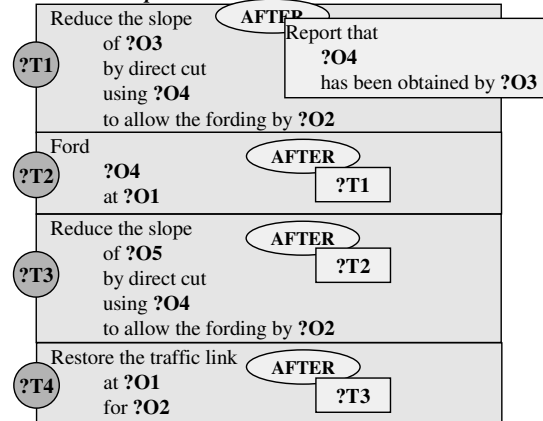 ?T1
Reduce the slope
of ?O3
by direct cut
using ?O4
to allow the fording by ?O2
AFTER
Report that
?O4
has been obtained by ?O3
?T2
Ford
?O4
at ?O1
AFTER
?T1
?T3
Reduce the slope
of ?O5
by direct cut
using ?O4
to allow the fording by ?O2
AFTER
?T2
?T4
Restore the traffic link
at ?O1
for ?O2
AFTER
?T3